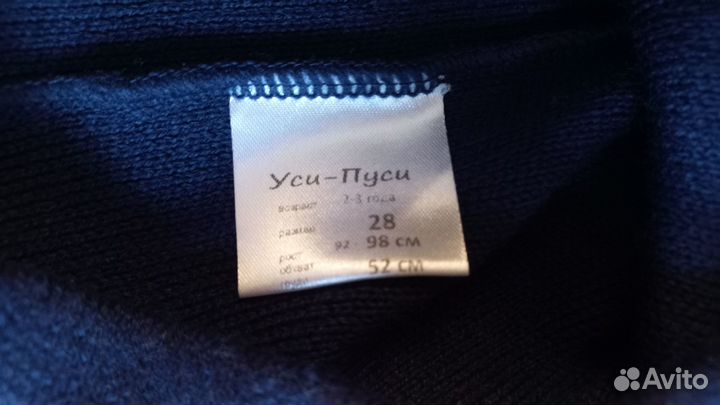 Уси-Пуси
возраст 2-3 года
размер 28
рост 92 - 98 см
обхват 52 см
груди
Avito